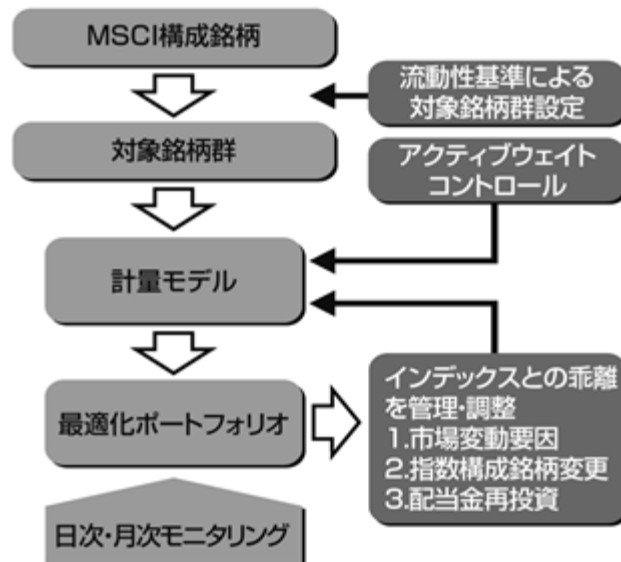 MSCI構成銘柄
流動性基準による
対象銘柄群設定
対象銘柄群
アクティブウェイト
コントロール
計量モデル
最適化ポートフォリオ
インデックスとの乖離
を管理・調整
1.市場変動要因
2.指数構成銘柄変更
3.配当金再投資
日次・月次モニタリング